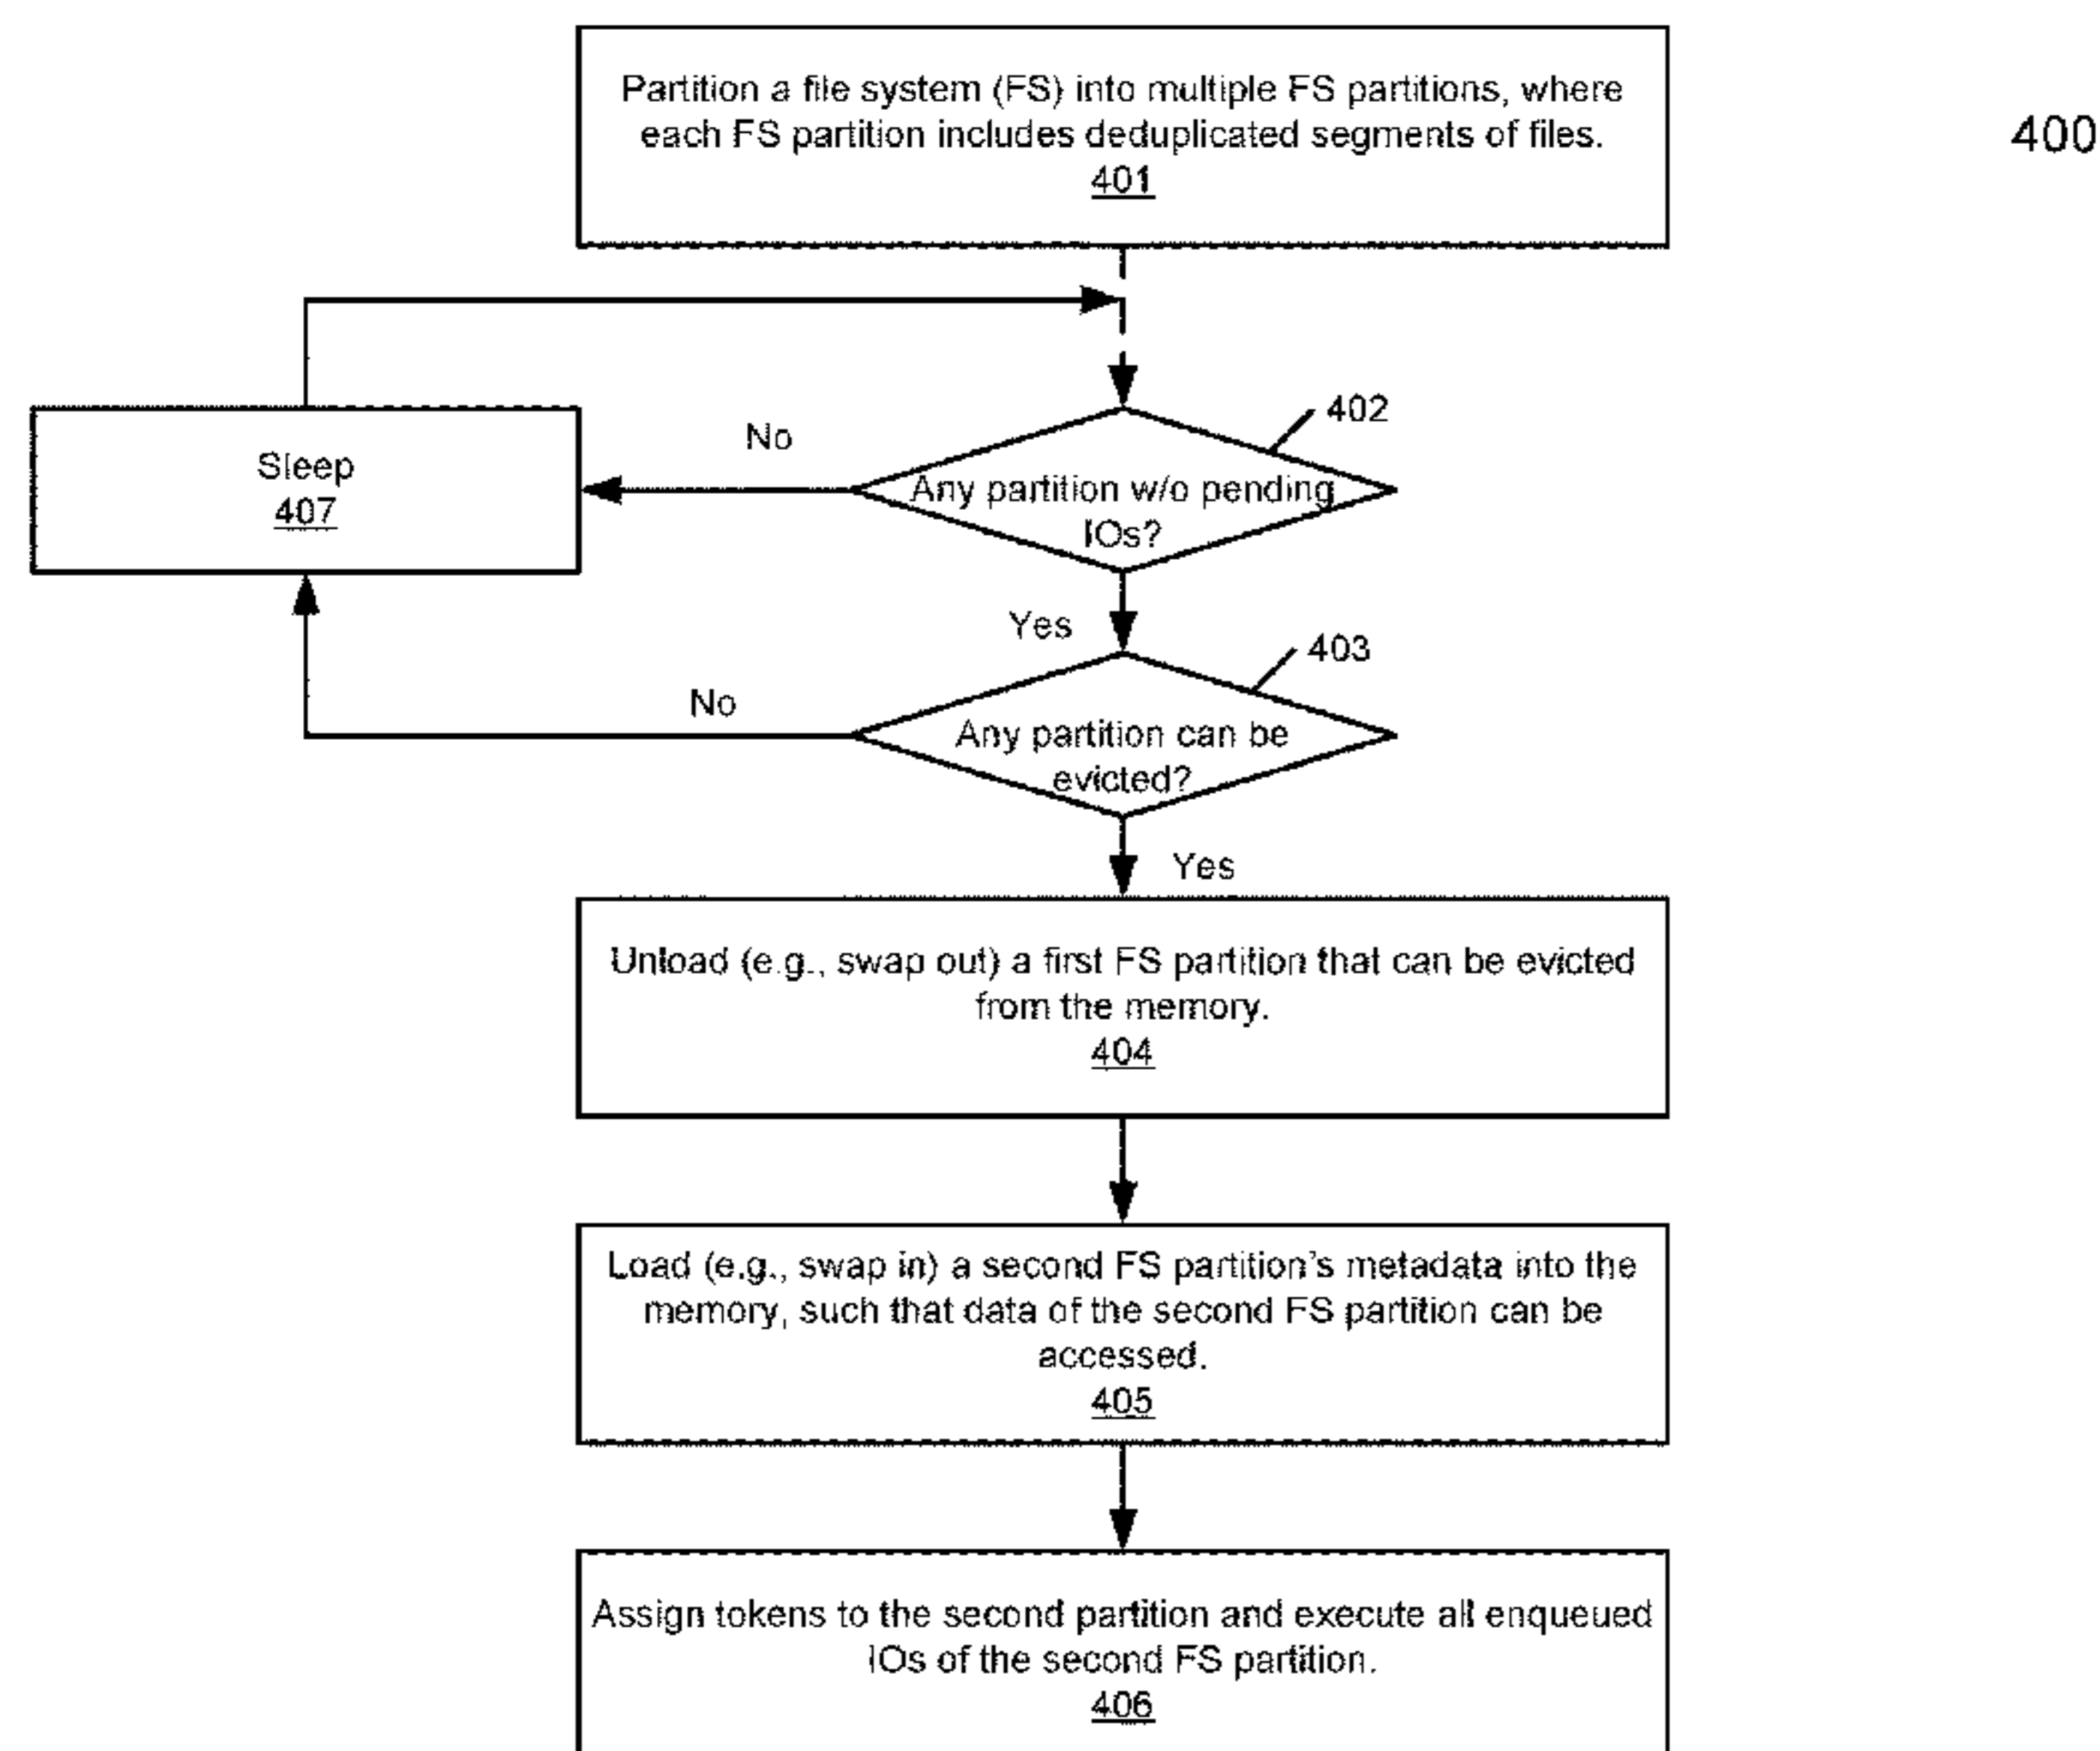 Partition a file system (FS) into multiple FS partitions, where
each FS partition includes deduplicated segments of files.
401
400
402
No
Sleep
407
Any partition w/o pending
IOs?
Yes
403
No
Any partition can be
evicted?
Yes
Unload (e.g., swap out) a first FS partition that can be evicted
from the memory.
404
Load (e.g., swap in) a second FS partition's metadata into the
memory, such that data of the second FS partition can be
accessed.
405
Assign tokens to the second partition and execute all enqueued
IOs of the second FS partition.
406